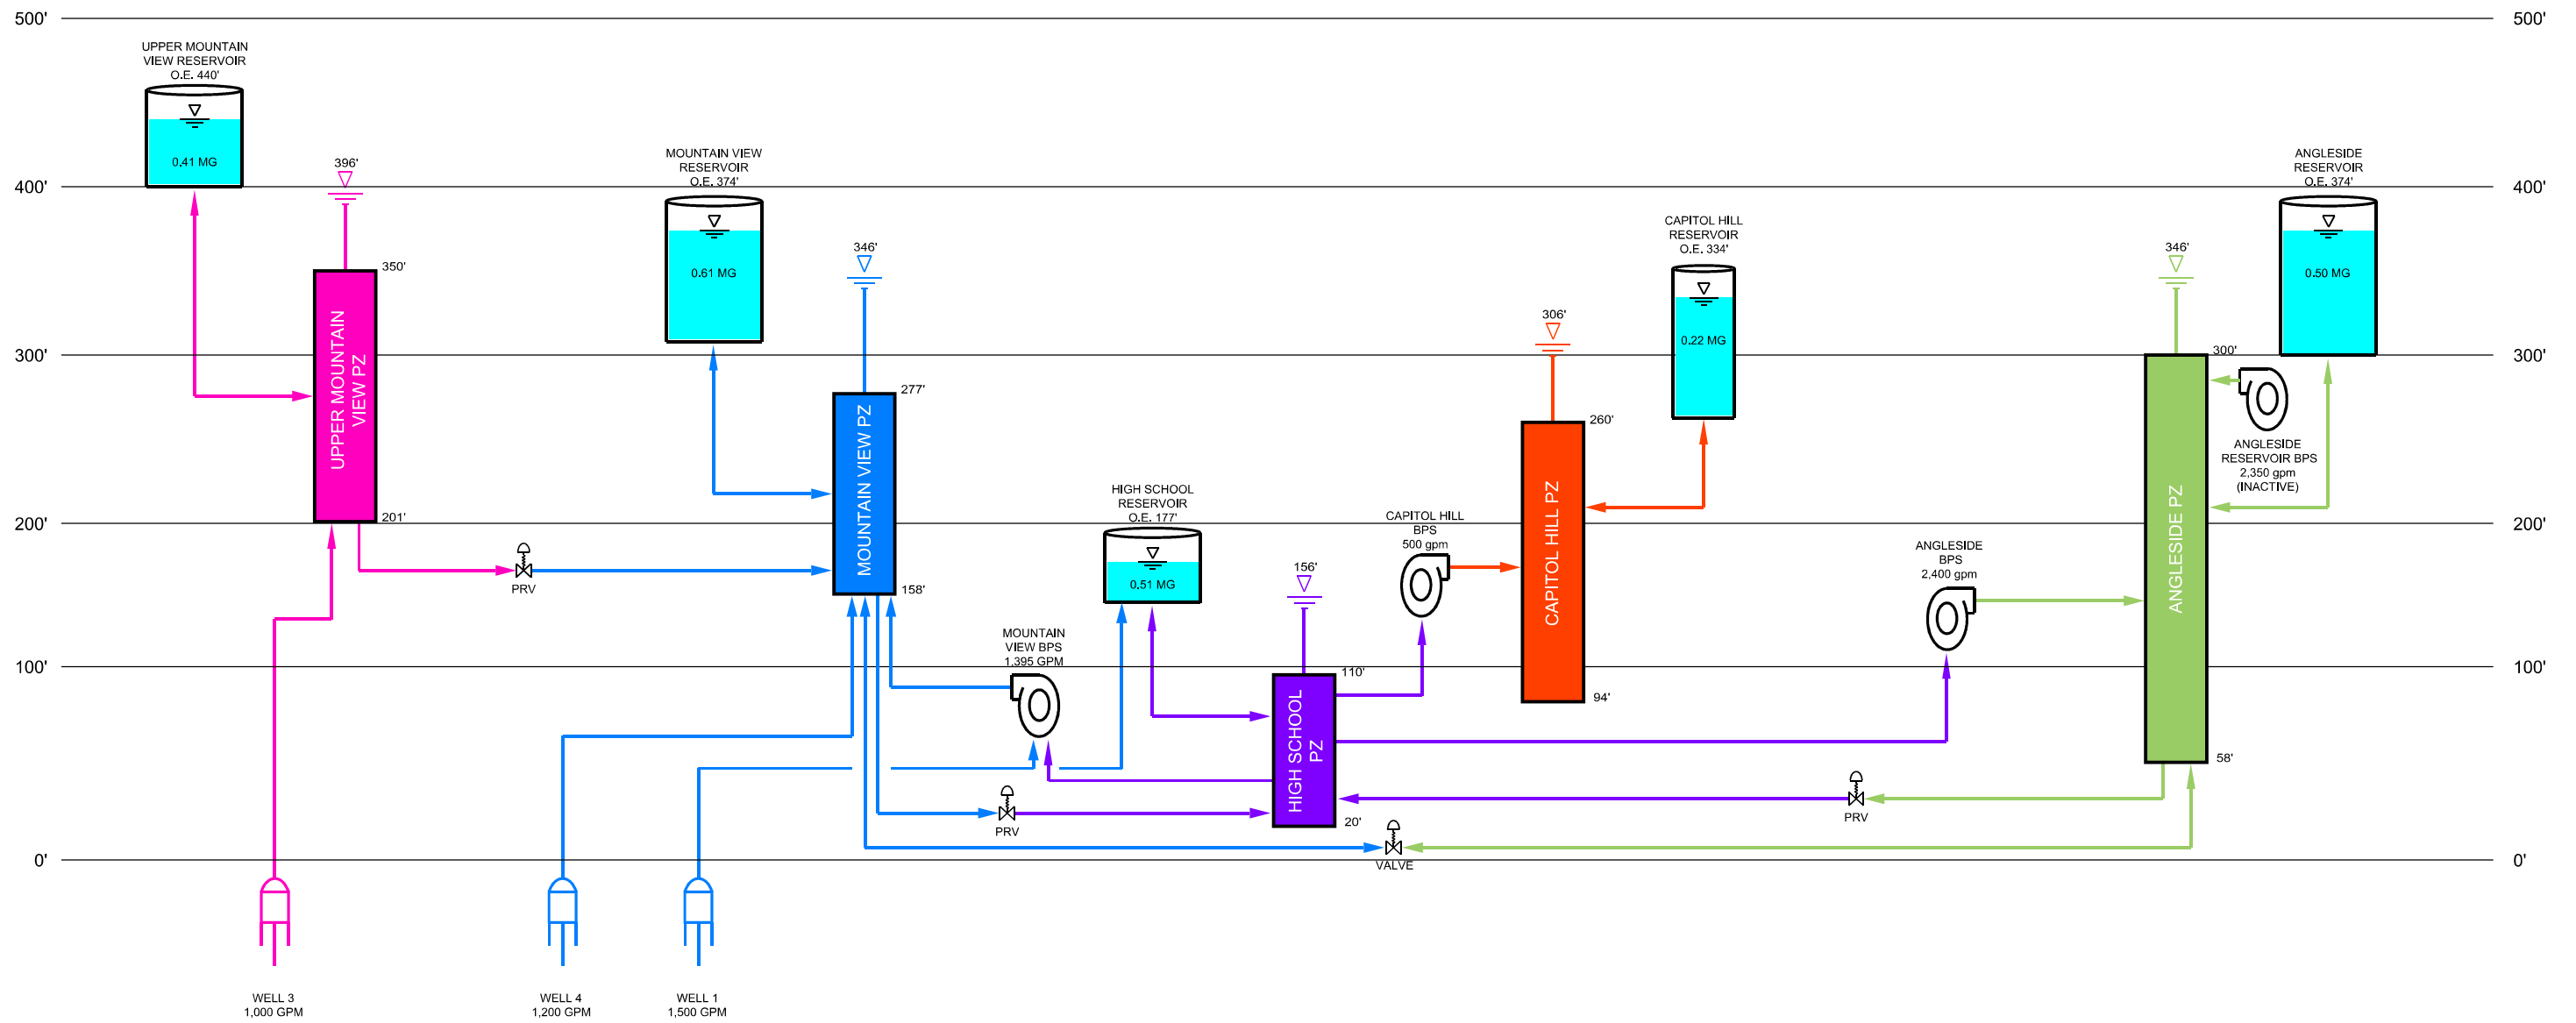 500'
500'
UPPER MOUNTAIN
VIEW RESERVOIR
O.E. 440'
0.41 MG
396'
MOUNTAIN VIEW
RESERVOIR
O.E. 374'
0.61 MG
ANGLESIDE
RESERVOIR
O.E. 374'
0.50 MG
400'
400'
350'
UPPER MOUNTAIN
VIEW PZ
201'
346'
277'
MOUNTAIN VIEW PZ
158'
CAPITOL HILL
RESERVOIR
O.E. 334'
0.22 MG
306'
260'
CAPITOL HILL PZ
94'
346'
300'
ANGLESIDE PZ
58'
300'
300'
ANGLESIDE
RESERVOIR BPS
2,350 gpm
(INACTIVE)
HIGH SCHOOL
RESERVOIR
O.E. 177'
0.51 MG
CAPITOL HILL
BPS
500 gpm
200'
200'
ANGLESIDE
BPS
2,400 gpm
PRV
156'
MOUNTAIN
VIEW BPS
1,395 GPM
100'
100'
110'
HIGH SCHOOL
PZ
20'
PRV
PRV
VALVE
0'
0'
WELL 3
1,000 GPM
WELL 4
1,200 GPM
WELL 1
1,500 GPM